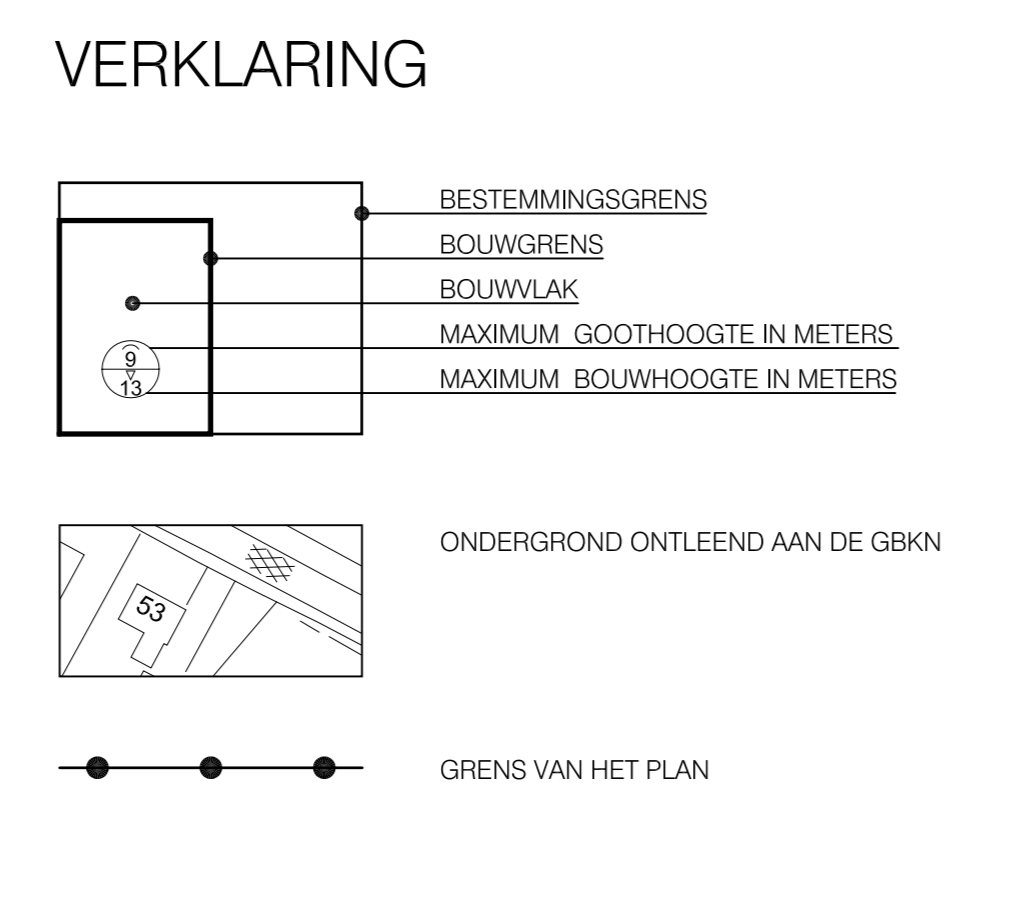 VERKLARING
BESTEMMINGSGRENS
BOUWGRENS
BOUWVLAK
MAXIMUM GOOTHOOGTE IN METERS
9
MAXIMUM BOUWHOOGTE IN METERS
13
ONDERGROND ONTLEEND AAN DE GBKN
53
GRENS VAN HET PLAN